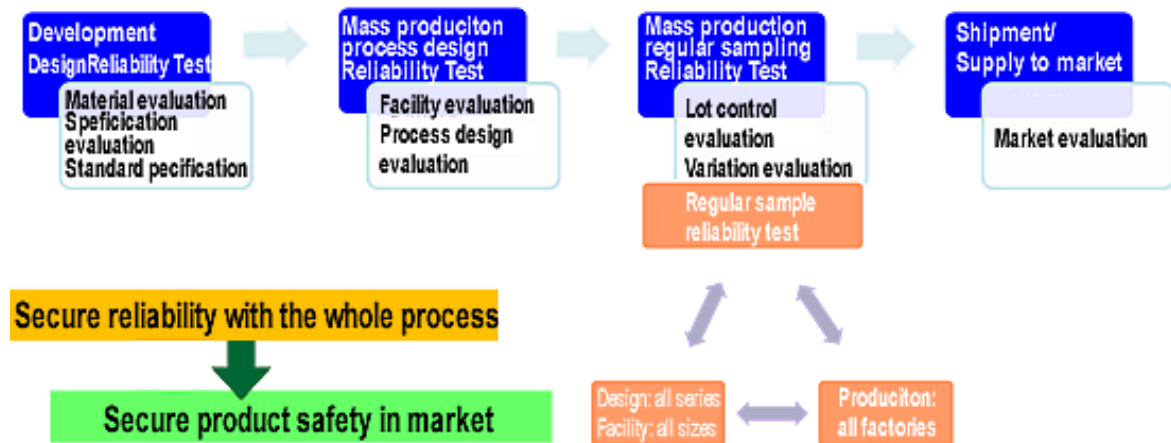 Development
DesignReliability Test
Material evaluation
Speficication
evaluation
Standard pecification
Mass produciton
process design
Reliability Test
Facility evaluation
Process design
evaluation
Mass production
regular sampling
Reliability Test
Lot control
evaluation
Variation evaluation
Regular sample
reliability test
Shipment/
Supply to market
Market evaluation
Secure reliability with the whole process
Secure product safety in market
Design: all series
Facility: all sizes
Produciton:
all factories